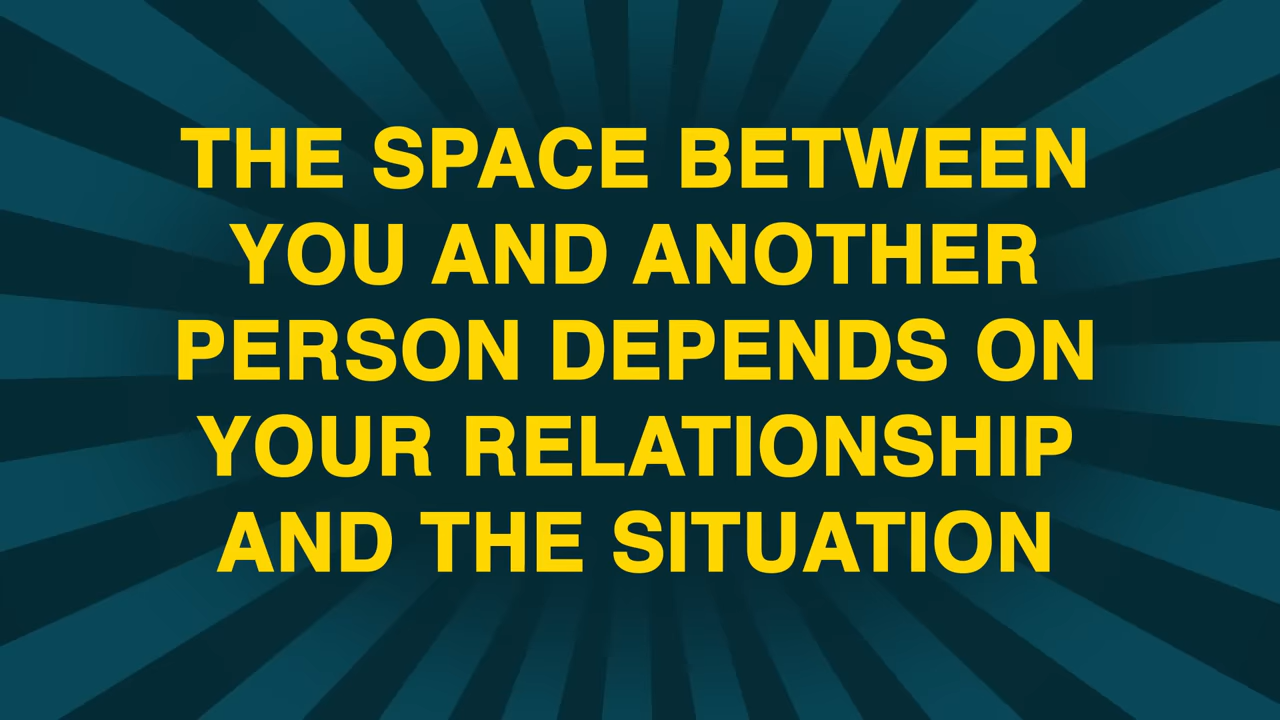 THE SPACE BETWEEN
YOU AND ANOTHER
PERSON DEPENDS ON
YOUR RELATIONSHIP
AND THE SITUATION